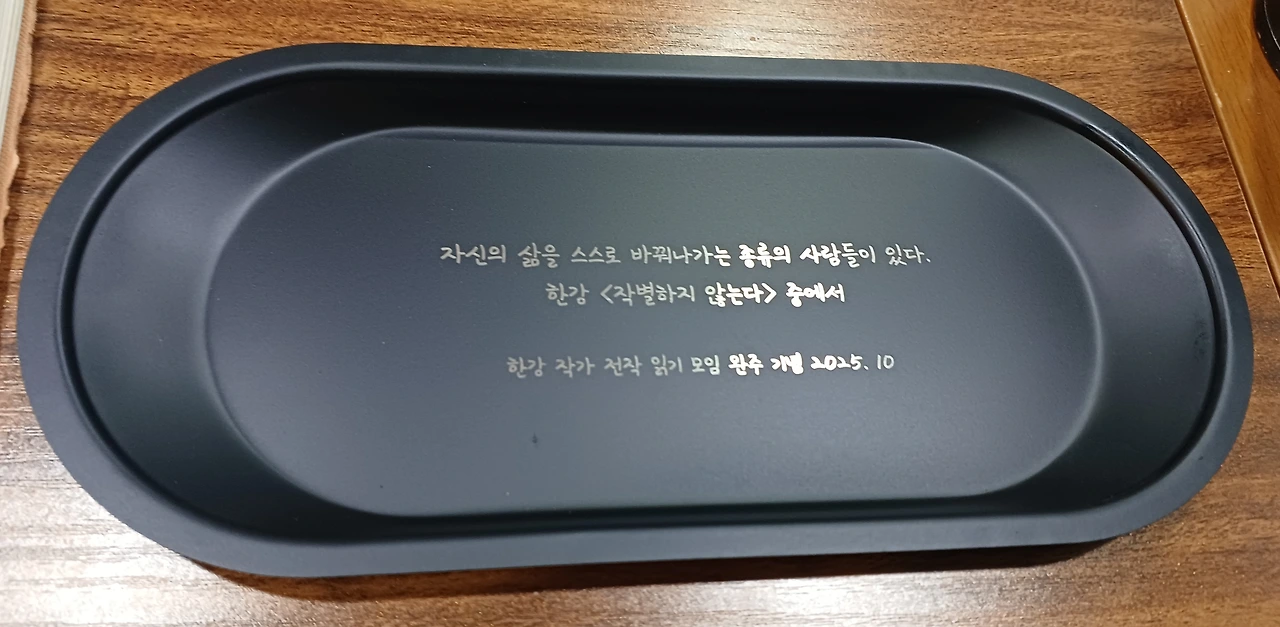 자신의 삶을 스스로 바꿔나가는 종류의 사람들이 있다.
한강 <작별하지 않는다> 중에서
한강 작가 전작 읽기 모임 완주 기념 2025. 10